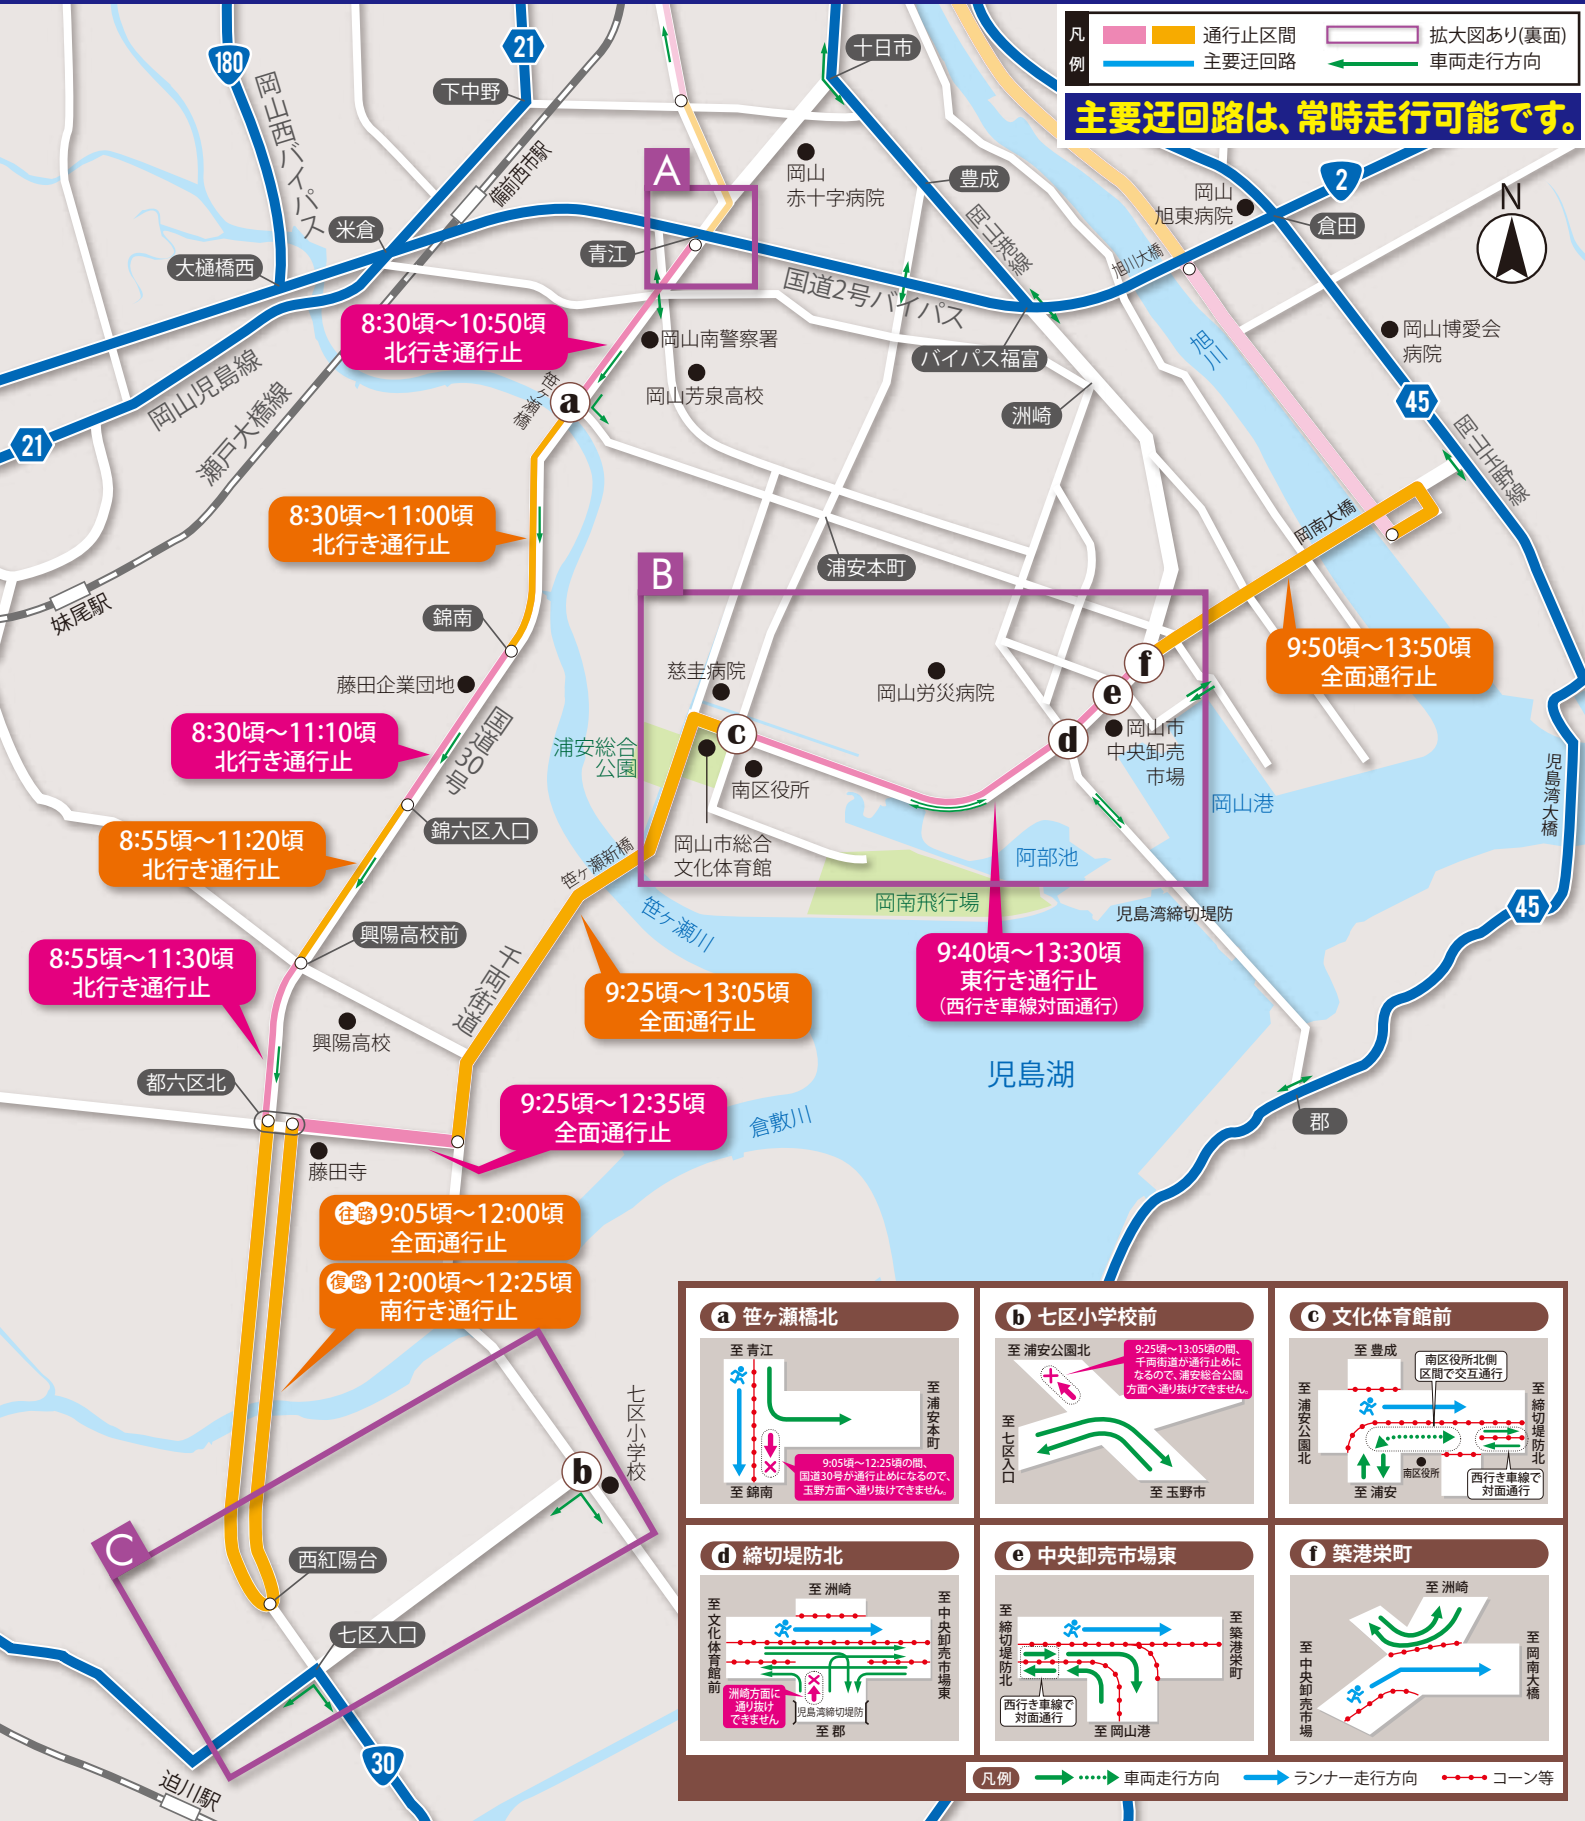 凡例
通行止区間
拡大図あり(裏面)
主要迂回路
車両走行方向
主要迂回路は、常時走行可能です。
180
21
岡山西バイパス
下中野
備前西市駅
十日市
岡山
赤十字病院
豊成
岡山港線
岡山
旭東病院
2
倉田
N
A
米倉
大樋橋西
青江
国道2号バイパス
旭川大橋
旭川
8:30頃～10:50頃
北行き通行止
岡山南警察署
岡山芳泉高校
バイパス福富
岡山博愛会
病院
岡山児島線
瀬戸大橋線
笹ヶ瀬橋
a
洲崎
45
21
岡山玉野線
8:30頃～11:00頃
北行き通行止
岡南大橋
B
浦安本町
妹尾駅
錦南
9:50頃～13:50頃
全面通行止
藤田企業団地
慈圭病院
岡山労災病院
f
e
d
c
岡山市
中央卸売
市場
8:30頃～11:10頃
北行き通行止
国道30号
浦安総合
公園
南区役所
岡山港
児島湾大橋
錦六区入口
8:55頃～11:20頃
北行き通行止
笹ヶ瀬新橋
岡山市総合
文化体育館
阿部池
岡南飛行場
児島湾締切堤防
45
興陽高校前
笹ヶ瀬川
8:55頃～11:30頃
北行き通行止
千両街道
9:25頃～13:05頃
全面通行止
9:40頃～13:30頃
東行き通行止
（西行き車線対面通行）
興陽高校
児島湖
都六区北
9:25頃～12:35頃
全面通行止
倉敷川
郡
藤田寺
往路9:05頃～12:00頃
全面通行止
復路12:00頃～12:25頃
南行き通行止
七区小学校
b
C
西紅陽台
七区入口
30
迫川駅
a 笹ヶ瀬橋北
至 青江
至 浦安本町
9:05頃～12:25頃の間、
国道30号が通行止めになるので、
玉野方面へ通り抜けできません。
至 錦南
b 七区小学校前
至 浦安公園北
9:25頃～13:05頃の間、
千両街道が通行止めに
なるので、浦安総合公園
方面へ通り抜けできません。
至 七区入口
至 玉野市
c 文化体育館前
至 豊成
南区役所北側
区間で交互通行
至 浦安公園北
至 締切堤防北
南区役所
西行き車線で
対面通行
至 浦安
d 締切堤防北
至 洲崎
至 文化体育館前
至 中央卸売市場東
洲崎方面に
通り抜け
できません
児島湾締切堤防
至 郡
e 中央卸売市場東
至 締切堤防北
至 築港栄町
西行き車線で
対面通行
至 岡山港
f 築港栄町
至 洲崎
至 中央卸売市場
至 岡南大橋
凡例
車両走行方向
ランナー走行方向
コーン等